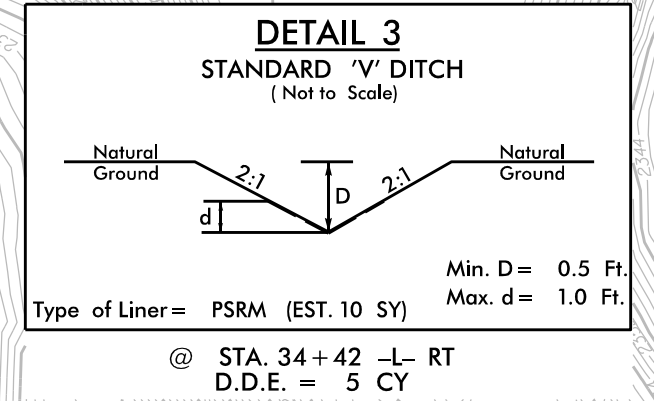 DETAIL 3
STANDARD 'V' DITCH
( Not to Scale)
Natural
Ground
2:1
D
d
2:1
Natural
Ground
Min. D = 0.5 Ft.
Max. d = 1.0 Ft.
Type of Liner = PSRM (EST. 10 SY)
@ STA. 34+42 -L- RT
D.D.E. = 5 CY
2344